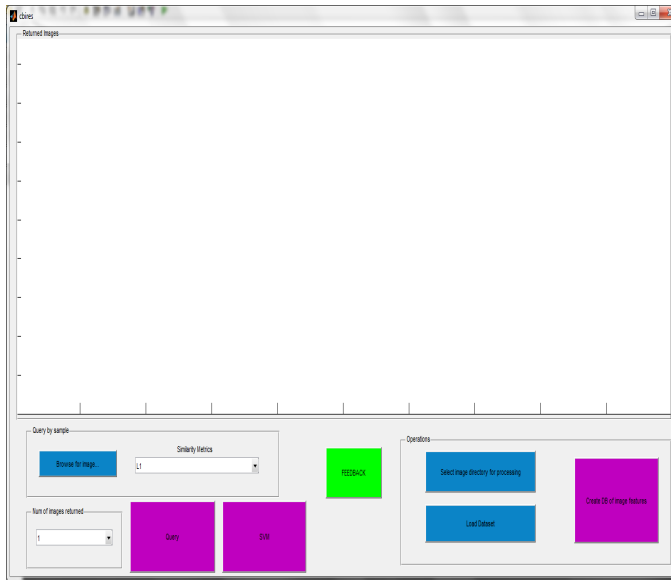 cbires
Returned Images
Query by sample
Browse for image...
Similarity Metrics
L1
Num of images returned
1
Query
SVM
FEEDBACK
Operations
Select image directory for processing
Load Dataset
Create DB of image features